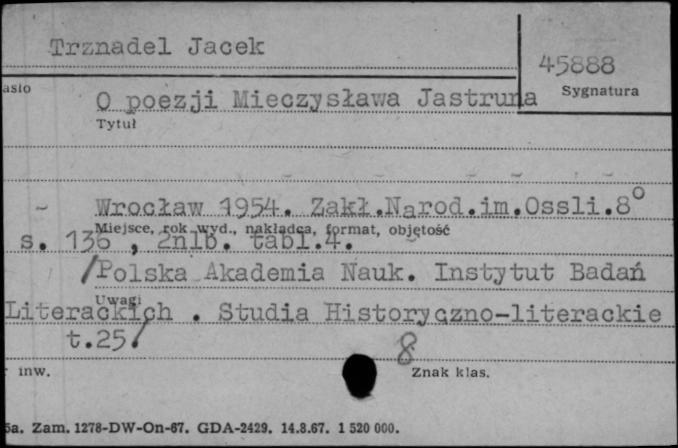 Trznadel Jacek
45888
asło
Sygnatura
O poezji Mieczysława Jastruna
Tytuł
- Wrocław 1954. Zakł.Narod.im.Ossli.8°
Miejsce, rok wyd., nakładca, format, objętość
s. 136 , 2nlb. tabl.4.
/Polska Akademia Nauk. Instytut Badań
Uwagi
Literackich . Studia Historyczno-literackie
t.25/
8
inw.
Znak klas.
5a. Zam. 1278-DW-On-67. GDA-2429. 14.8.67. 1 520 000.